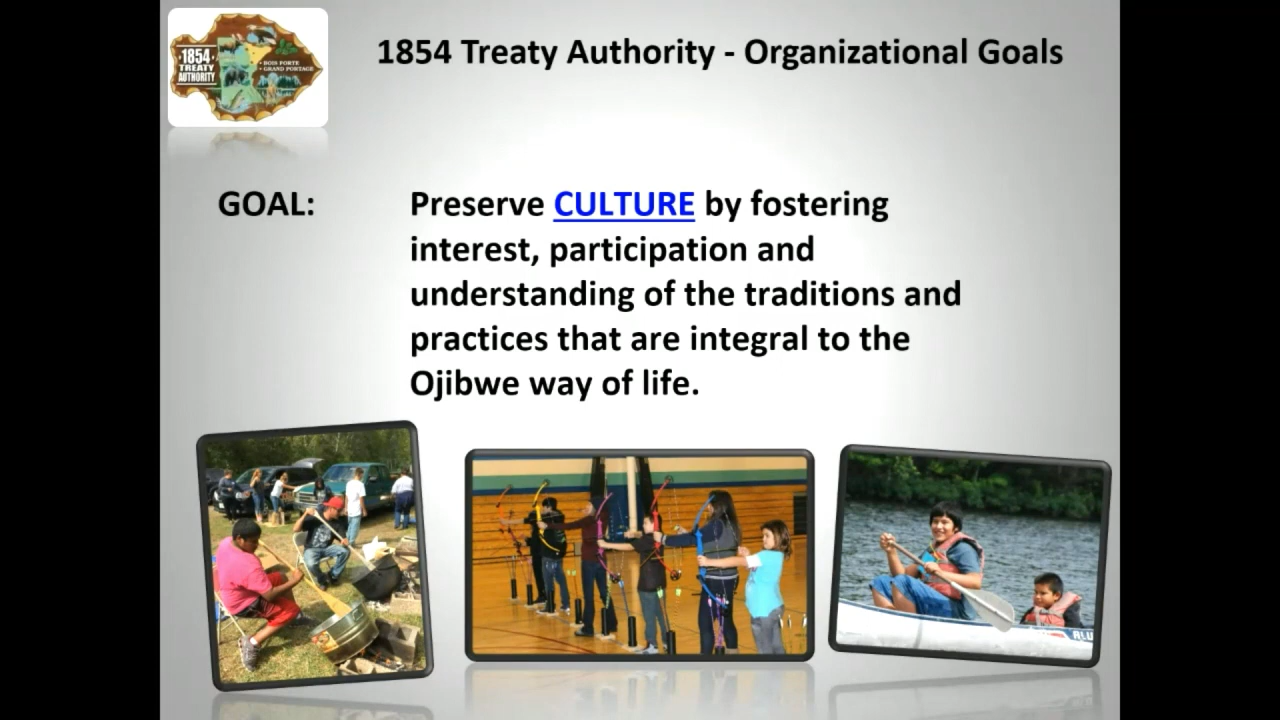 1854
TREATY
AUTHORITY
• BOIS FORTE
• GRAND PORTAGE
1854 Treaty Authority - Organizational Goals
GOAL:
Preserve CULTURE by fostering
interest, participation and
understanding of the traditions and
practices that are integral to the
Ojibwe way of life.